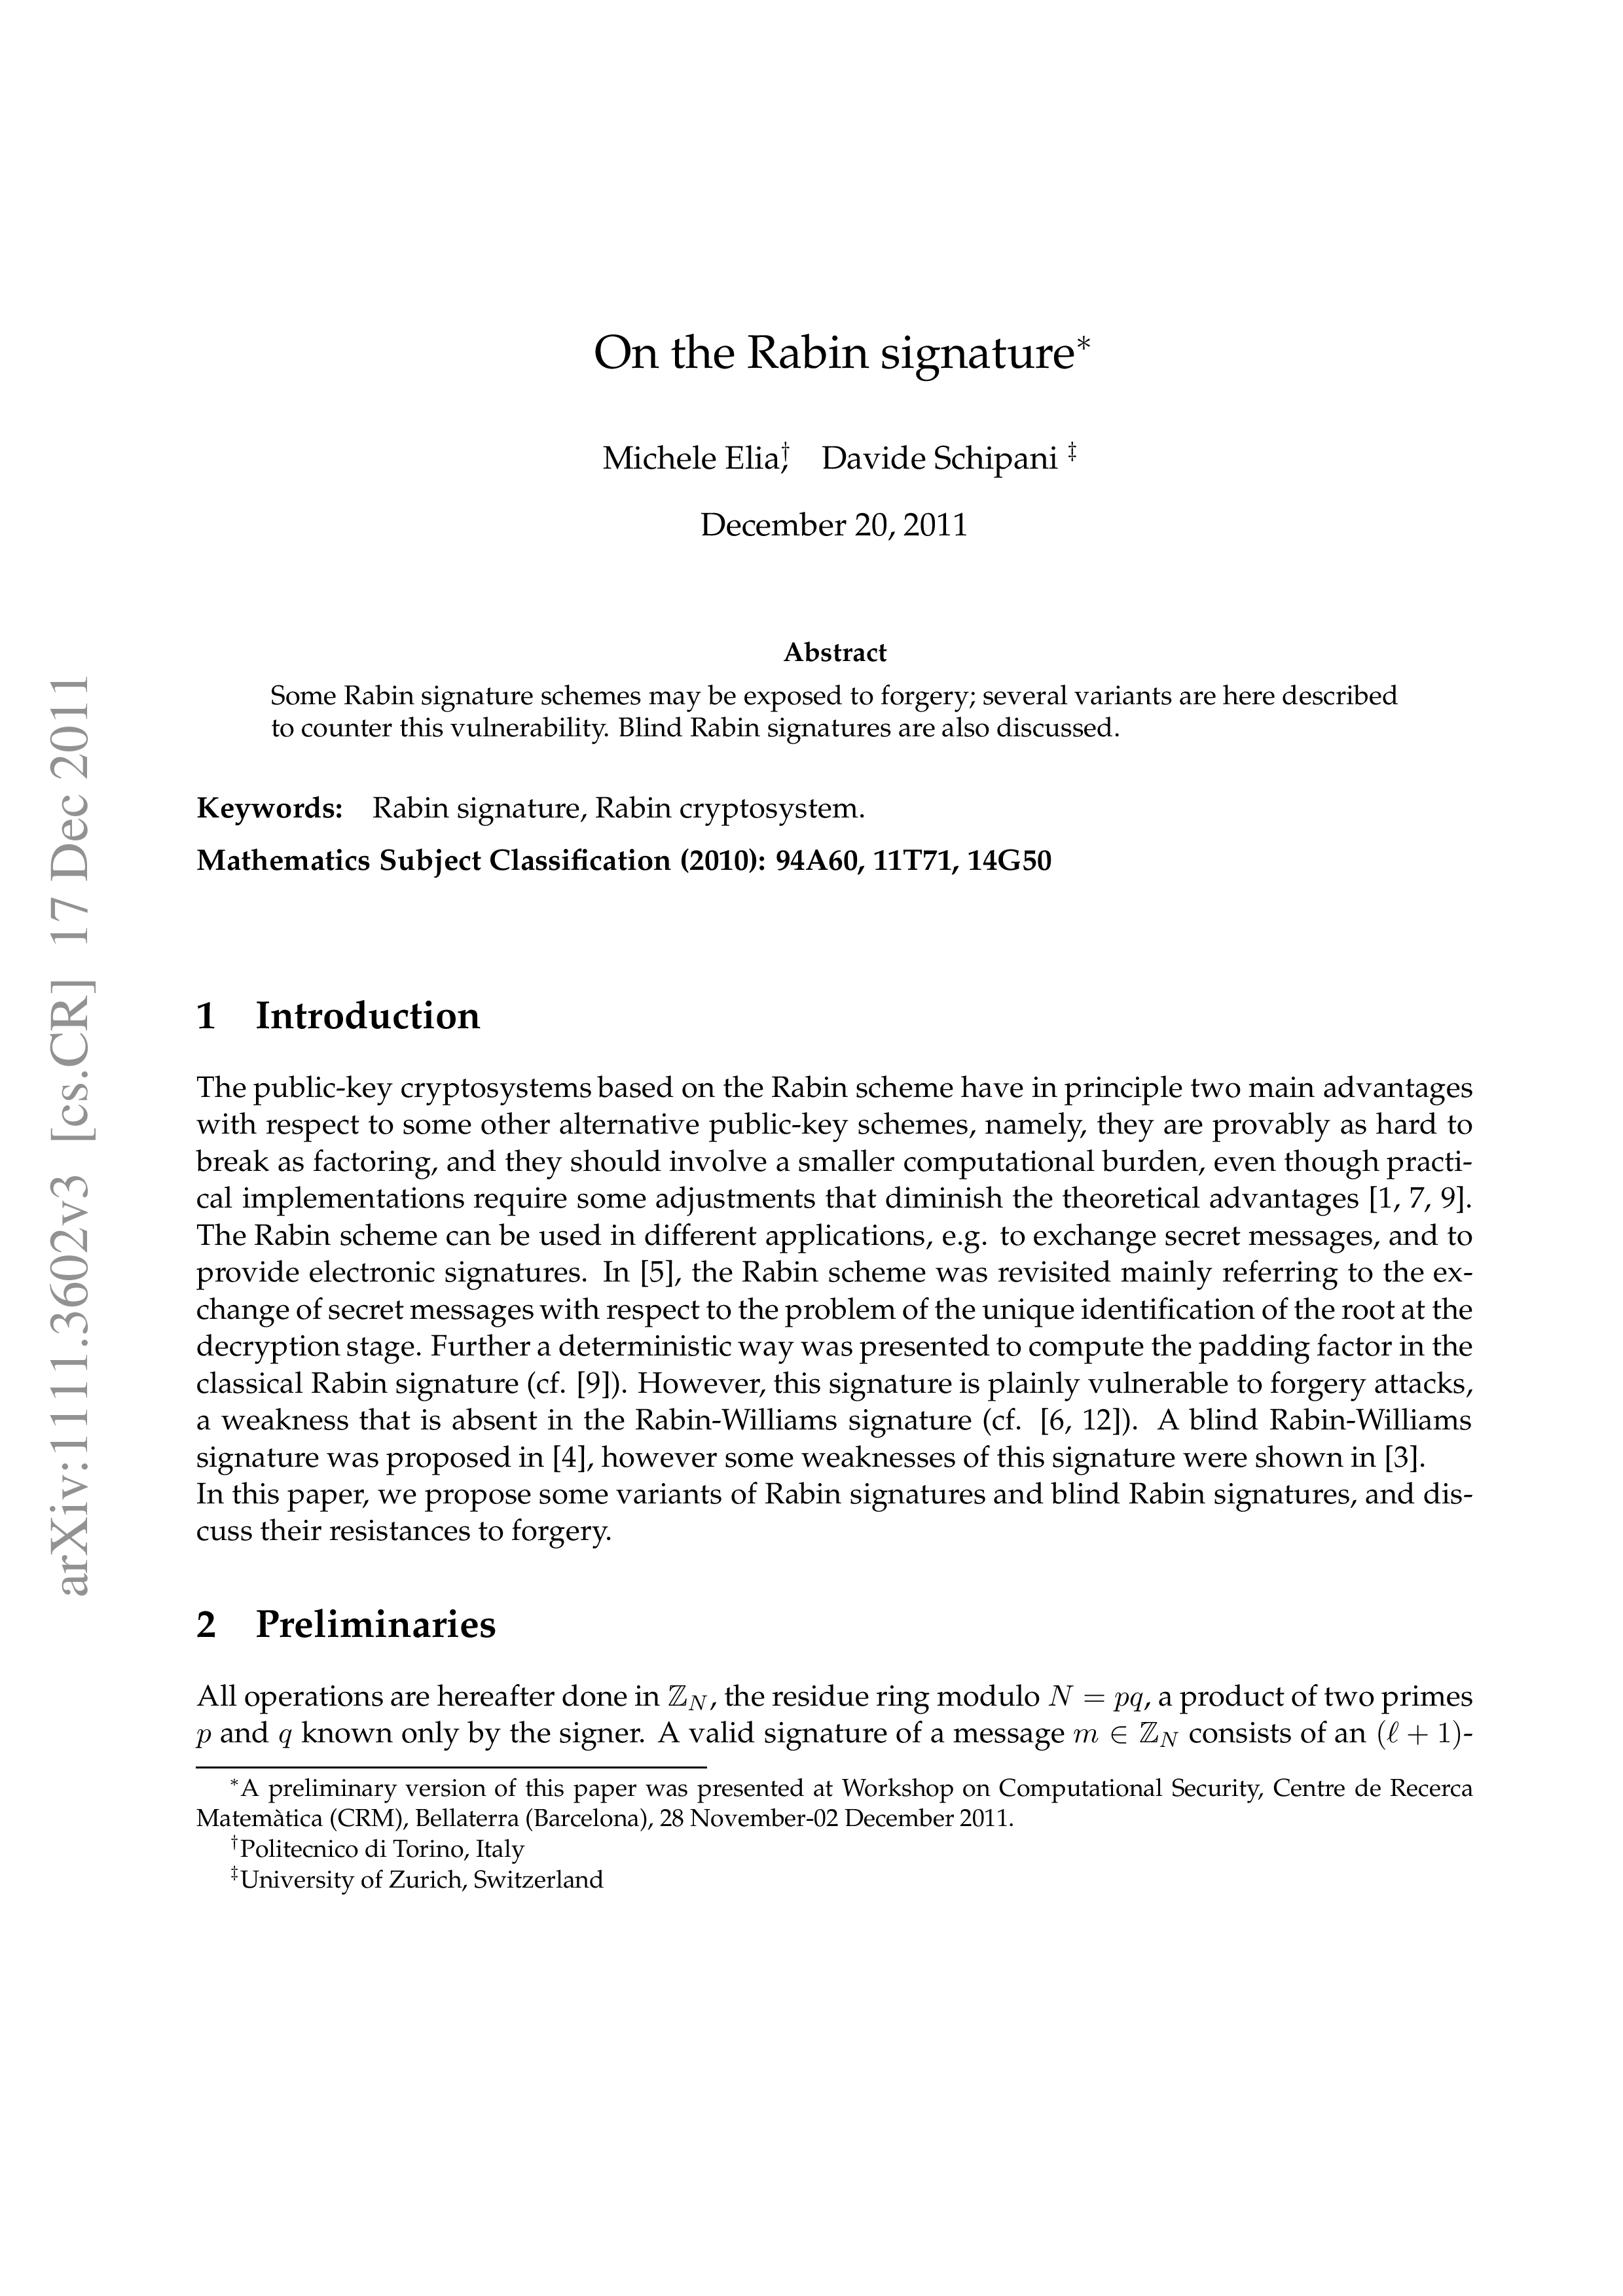 On the Rabin signature*
Michele Elia†, Davide Schipani ‡
December 20, 2011
Abstract
Some Rabin signature schemes may be exposed to forgery; several variants are here described
to counter this vulnerability. Blind Rabin signatures are also discussed.
Keywords: Rabin signature, Rabin cryptosystem.
Mathematics Subject Classification (2010): 94A60, 11T71, 14G50
1 Introduction
The public-key cryptosystems based on the Rabin scheme have in principle two main advantages
with respect to some other alternative public-key schemes, namely, they are provably as hard to
break as factoring, and they should involve a smaller computational burden, even though practi-
cal implementations require some adjustments that diminish the theoretical advantages [1, 7, 9].
The Rabin scheme can be used in different applications, e.g. to exchange secret messages, and to
provide electronic signatures. In [5], the Rabin scheme was revisited mainly referring to the ex-
change of secret messages with respect to the problem of the unique identification of the root at the
decryption stage. Further a deterministic way was presented to compute the padding factor in the
classical Rabin signature (cf. [9]). However, this signature is plainly vulnerable to forgery attacks,
a weakness that is absent in the Rabin-Williams signature (cf. [6, 12]). A blind Rabin-Williams
signature was proposed in [4], however some weaknesses of this signature were shown in [3].
In this paper, we propose some variants of Rabin signatures and blind Rabin signatures, and dis-
cuss their resistances to forgery.
2 Preliminaries
All operations are hereafter done in ℤ_N, the residue ring modulo N = pq, a product of two primes
p and q known only by the signer. A valid signature of a message m ∈ ℤ_N consists of an (ℓ + 1)-
*A preliminary version of this paper was presented at Workshop on Computational Security, Centre de Recerca
Matemàtica (CRM), Bellaterra (Barcelona), 28 November-02 December 2011.
†Politecnico di Torino, Italy
‡University of Zurich, Switzerland
arXiv:1111.3602v3 [cs.CR] 17 Dec 2011